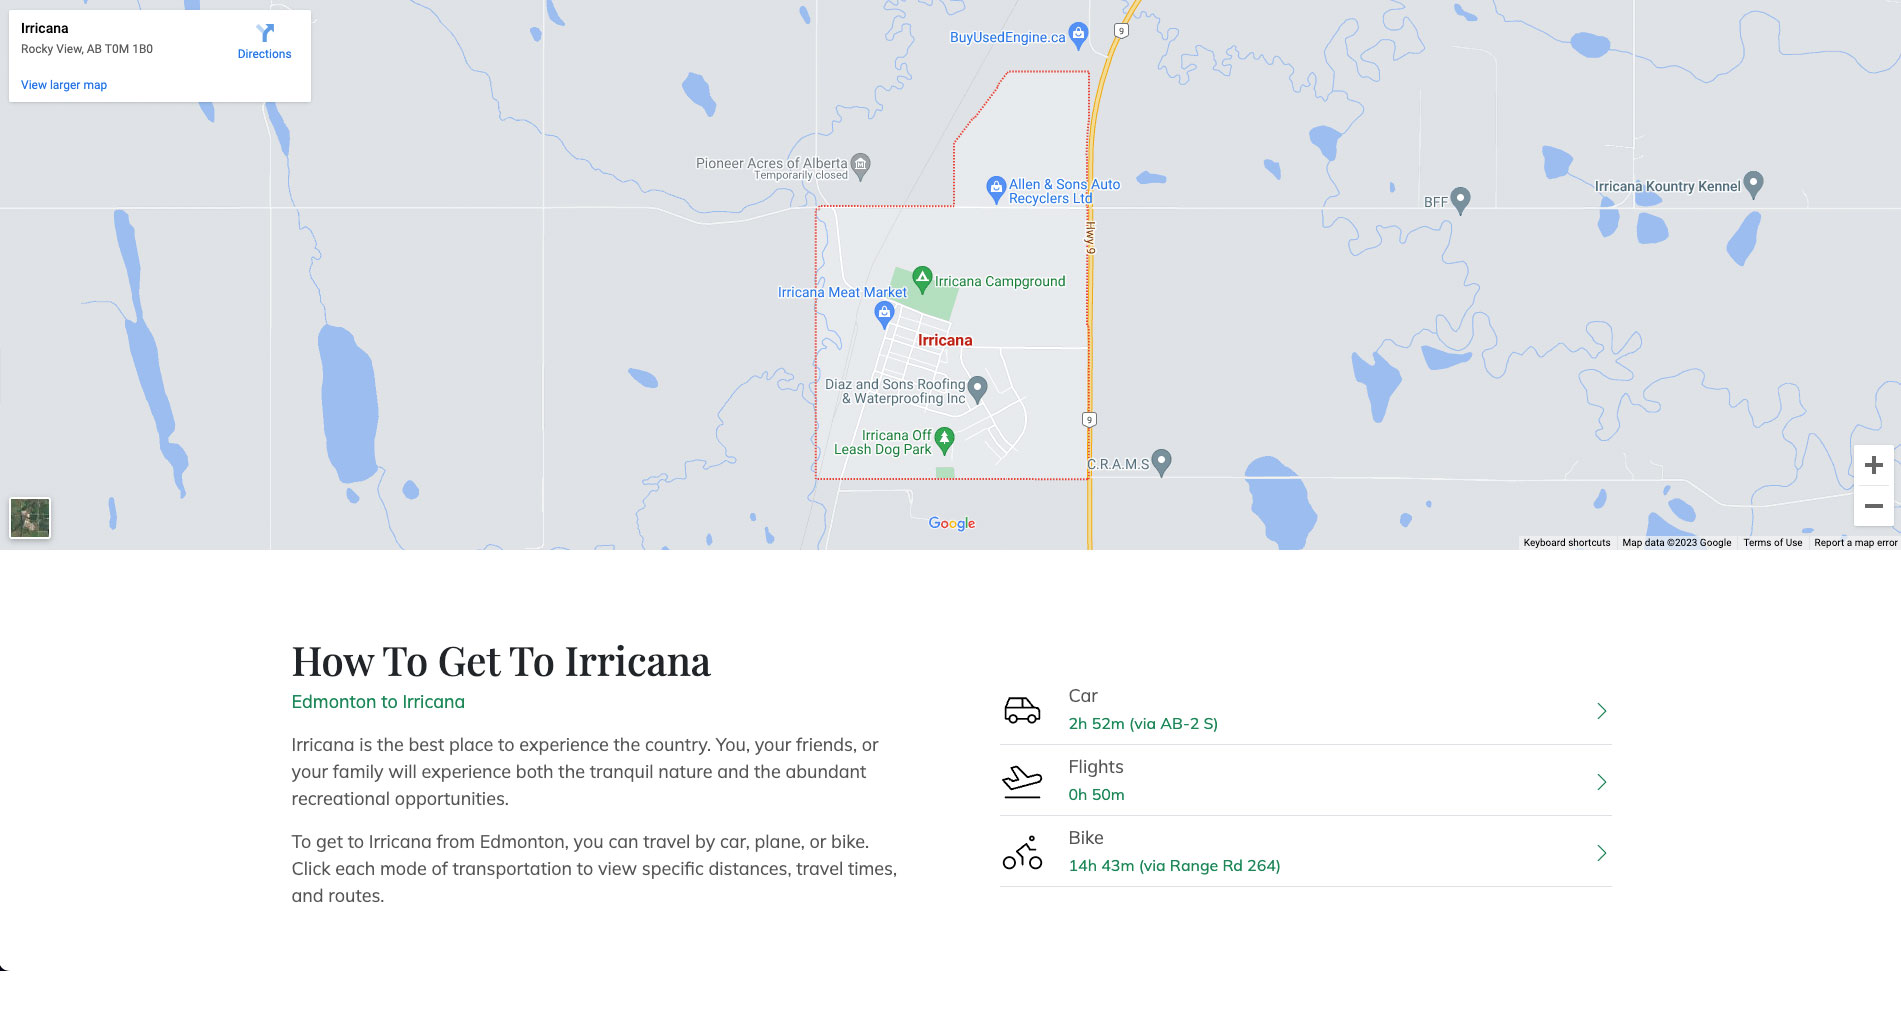 Irricana
Rocky View, AB T0M 1B0
Directions
View larger map
BuyUsedEngine.ca
9
Pioneer Acres of Alberta
Temporarily closed
Allen & Sons Auto
Recyclers Ltd
Irricana Kountry Kennel
BFF
Hwy 9
Irricana Campground
Irricana Meat Market
Irricana
Diaz and Sons Roofing
& Waterproofing Inc
9
Irricana Off
Leash Dog Park
C.R.A.M.S
Google
Keyboard shortcuts
Map data ©2023 Google
Terms of Use
Report a map error
How To Get To Irricana
Edmonton to Irricana
Irricana is the best place to experience the country. You, your friends, or
your family will experience both the tranquil nature and the abundant
recreational opportunities.
To get to Irricana from Edmonton, you can travel by car, plane, or bike.
Click each mode of transportation to view specific distances, travel times,
and routes.
Car
2h 52m (via AB-2 S)
Flights
0h 50m
Bike
14h 43m (via Range Rd 264)